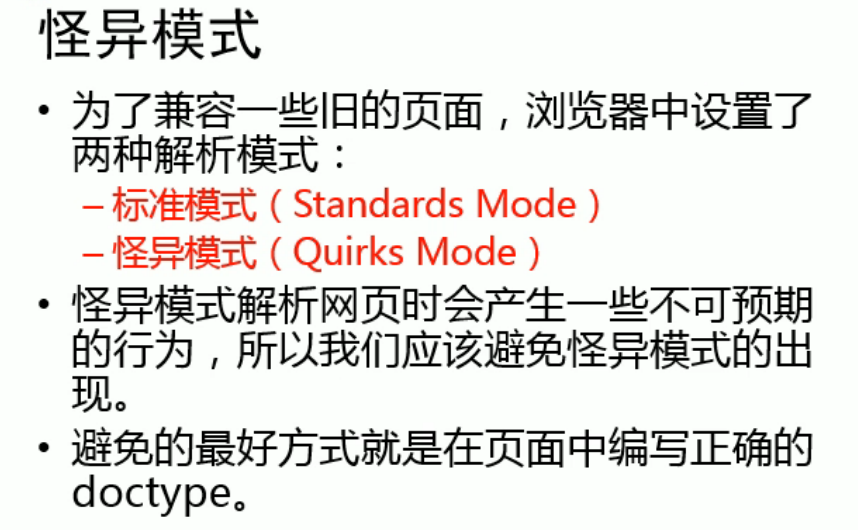 怪异模式
• 为了兼容一些旧的页面，浏览器中设置了
两种解析模式：
– 标准模式（Standards Mode）
– 怪异模式（Quirks Mode）
• 怪异模式解析网页时会产生一些不可预期
的行为，所以我们应该避免怪异模式的出
现。
• 避免的最好方式就是在页面中编写正确的
doctype。